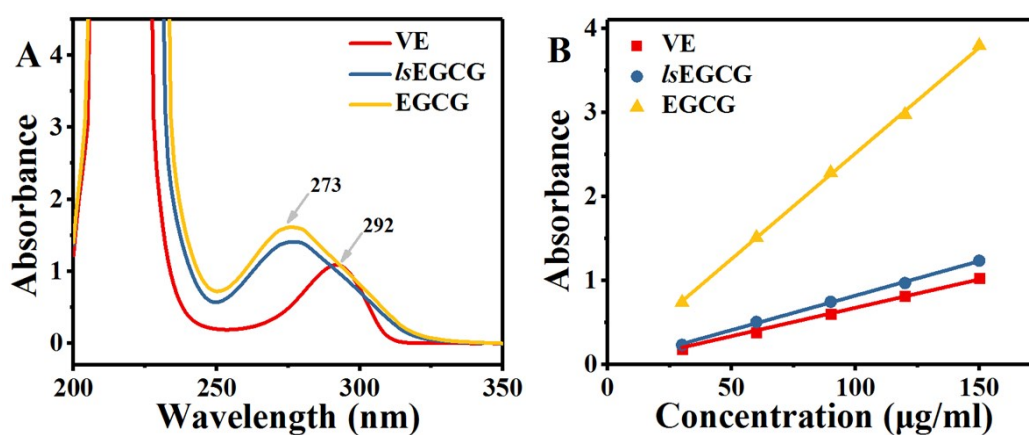 A
VE
lsEGCG
EGCG
273
292
4
3
2
1
0
Absorbance
200 250 300 350
Wavelength (nm)
B
VE
lsEGCG
EGCG
4
3
2
1
0
Absorbance
0 50 100 150
Concentration (μg/ml)